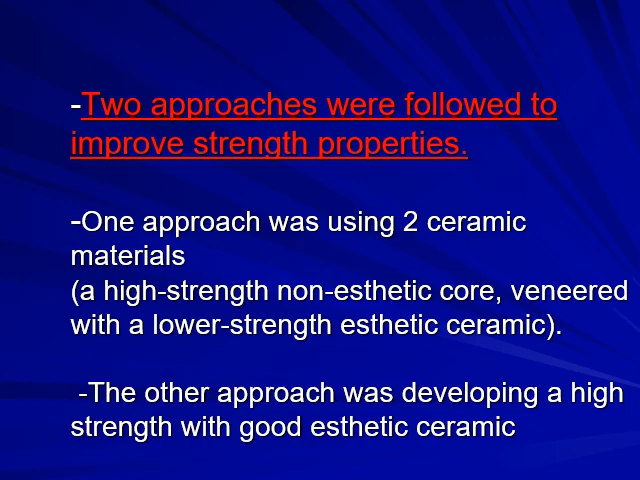 -Two approaches were followed to
improve strength properties.
-One approach was using 2 ceramic
materials
(a high-strength non-esthetic core, veneered
with a lower-strength esthetic ceramic).
-The other approach was developing a high
strength with good esthetic ceramic